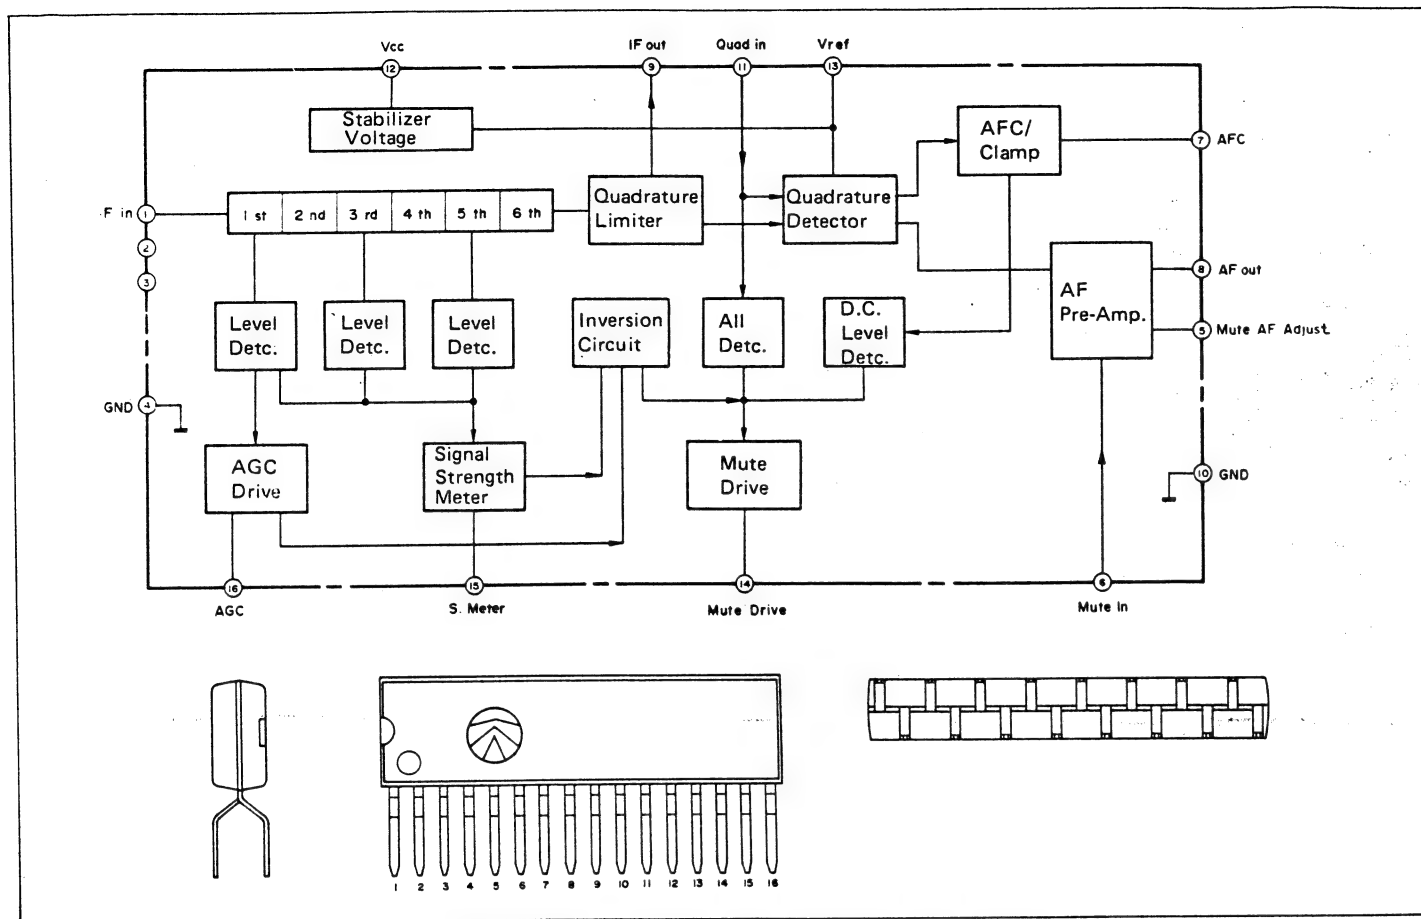 Vcc
IF out
Quad in
Vref
12
9
11
13
Stabilizer
Voltage
AFC/
Clamp
7
AFC
F in
1
1 st
2 nd
3 rd
4 th
5 th
6 th
Quadrature
Limiter
Quadrature
Detector
2
3
8
AF out
AF
Pre-Amp.
Level
Detc.
Level
Detc.
Level
Detc.
Inversion
Circuit
All
Detc.
D.C.
Level
Detc.
5
Mute AF Adjust
GND
4
AGC
Drive
Signal
Strength
Meter
Mute
Drive
10
GND
16
15
14
6
AGC
S. Meter
Mute Drive
Mute In
1 2 3 4 5 6 7 8 9 10 11 12 13 14 15 16